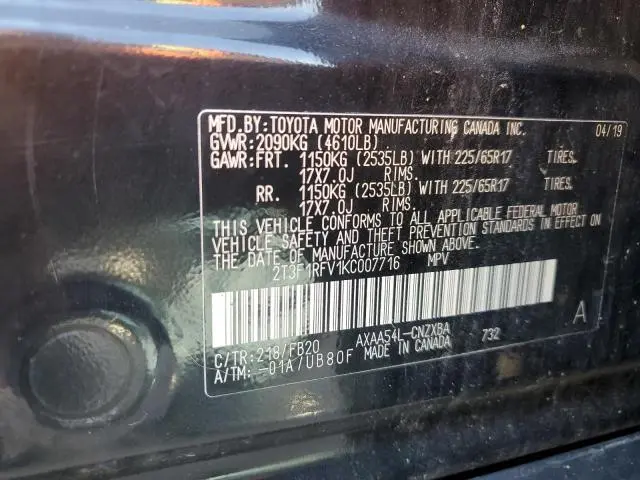 MFD.BY:TOYOTA MOTOR MANUFACTURING CANADA INC. 04/19
GVWR:2090KG (4610LB)
GAWR:FRT. 1150KG (2535LB) WITH 225/65R17 TIRES,
17X7.0J RIMS.
RR. 1150KG (2535LB) WITH 225/65R17 TIRES,
17X7.0J RIMS.
THIS VEHICLE CONFORMS TO ALL APPLICABLE FEDERAL MOTOR
VEHICLE SAFETY AND THEFT PREVENTION STANDARDS IN EFFECT ON
THE DATE OF MANUFACTURE SHOWN ABOVE.
2T3F1RFV1KC007716 MPV
A
C/TR:218/FB20 AXAA54L-CNZXBA 732
A/TM:-01A/UB80F MADE IN CANADA